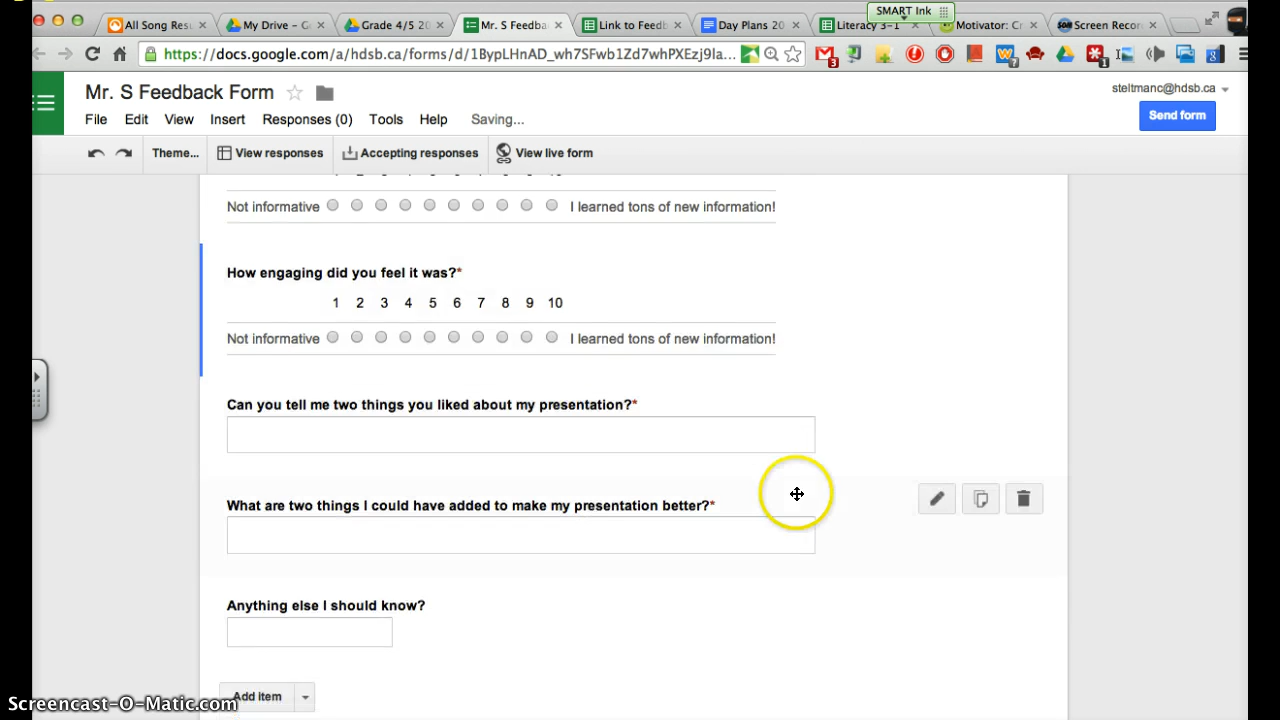 SMART Ink
All Song Resu
My Drive - G
Grade 4/5 20
Mr. S Feedba
Link to Feedb
Day Plans 20
Literacy 3-1
Motivator: Cr
Screen Recor
https://docs.google.com/a/hdsb.ca/forms/d/1BypLHnAD_wh7SFwb1Zd7whPXEzj9Ia...
3
7
1
Mr. S Feedback Form
steltmanc@hdsb.ca
Send form
File Edit View Insert Responses (0) Tools Help Saving...
Theme... View responses Accepting responses View live form
Not informative I learned tons of new information!
How engaging did you feel it was?*
1 2 3 4 5 6 7 8 9 10
Not informative I learned tons of new information!
Can you tell me two things you liked about my presentation?*
What are two things I could have added to make my presentation better?*
Anything else I should know?
Add item
Screencast-O-Matic.com